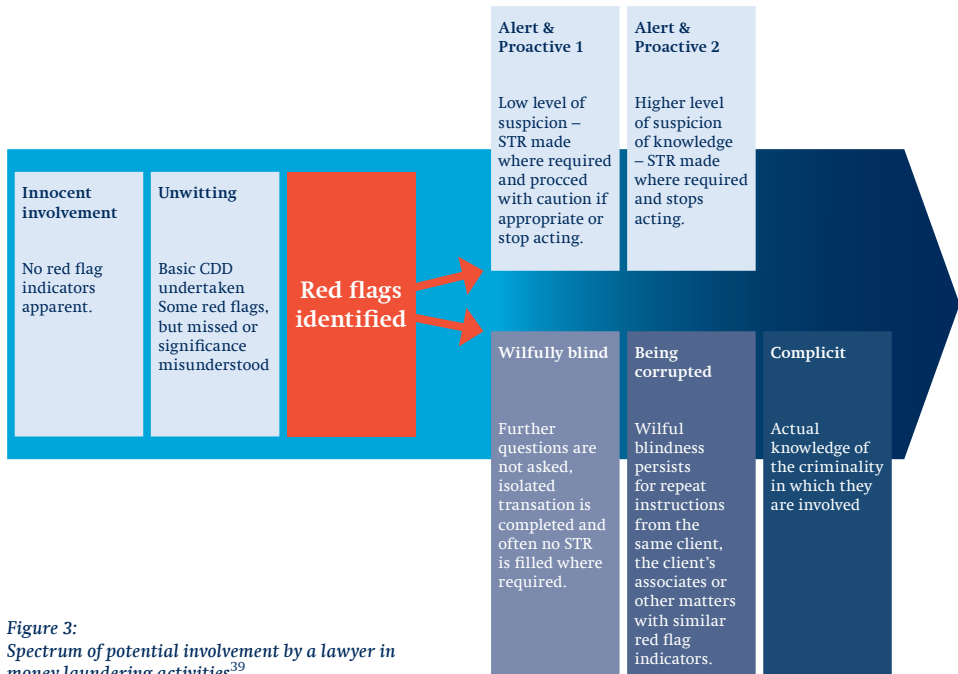 Innocent
involvement
No red flag
indicators
apparent.
Unwitting
Basic CDD
undertaken
Some red flags,
but missed or
significance
misunderstood
Red flags
identified
Alert &
Proactive 1
Low level of
suspicion –
STR made
where required
and procced
with caution if
appropriate or
stop acting.
Alert &
Proactive 2
Higher level
of suspicion
of knowledge
– STR made
where required
and stops
acting.
Wilfully blind
Further
questions are
not asked,
isolated
transation is
completed and
often no STR
is filled where
required.
Being
corrupted
Wilful
blindness
persists
for repeat
instructions
from the
same client,
the client's
associates or
other matters
with similar
red flag
indicators.
Complicit
Actual
knowledge of
the criminality
in which they
are involved
Figure 3:
Spectrum of potential involvement by a lawyer in
money laundering activities39